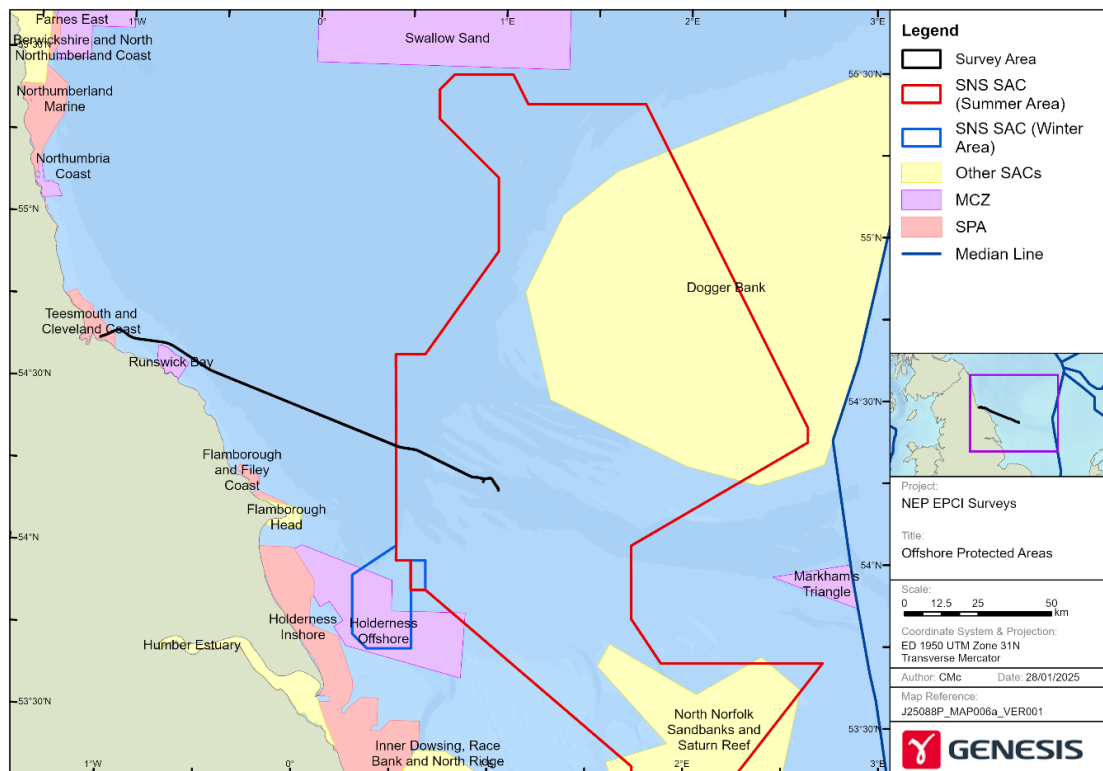 Farnes East
1°W
0°
1°E
3°E
55°30'N
Berwickshire and North
Northumberland Coast
Swallow Sand
55°30'N
Northumberland
Marine
Northumbria
Coast
55°N
55°N
Dogger Bank
Teesmouth and
Cleveland Coast
Runswick Bay
54°30'N
54°30'N
Flamborough
and Filey
Coast
Flamborough
Head
54°N
54°N
Markham's
Triangle
Holderness
Inshore
Holderness
Offshore
Humber Estuary
53°30'N
53°30'N
North Norfolk
Sandbanks and
Saturn Reef
Inner Dowsing, Race
Bank and North Ridge
1°W
0°
2°E
3°E
Legend
Survey Area
SNS SAC
(Summer Area)
SNS SAC (Winter
Area)
Other SACs
MCZ
SPA
Median Line
Project:
NEP EPCI Surveys
Title:
Offshore Protected Areas
Scale:
0 12.5 25 50
km
Coordinate System & Projection:
ED 1950 UTM Zone 31N
Transverse Mercator
Author: CMc Date: 28/01/2025
Map Reference:
J25088P_MAP006a_VER001
GENESIS